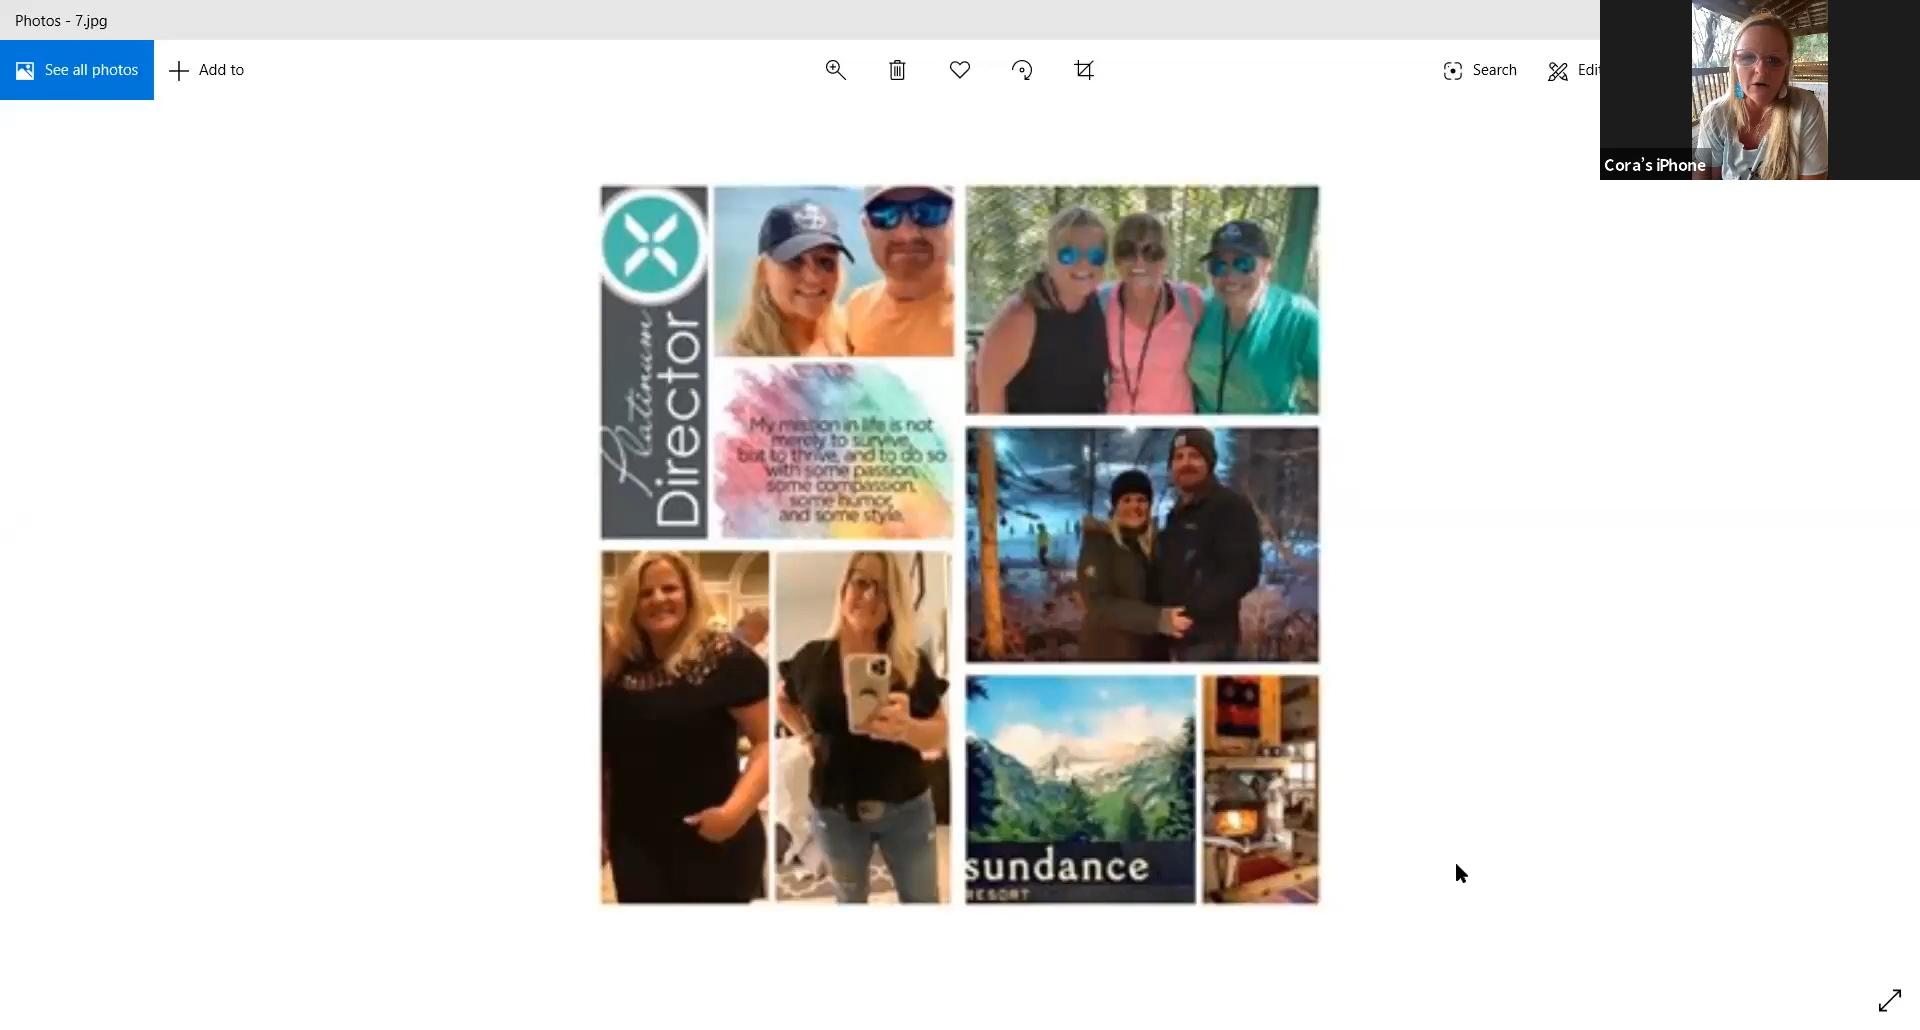 Photos - 7.jpg
See all photos
Add to
Search
Edit
Cora's iPhone
Platinum
Director
My mission in life is not
merely to survive,
but to thrive, and to do so
with some passion,
some compassion,
some humor,
and some style.
sundance
RESORT